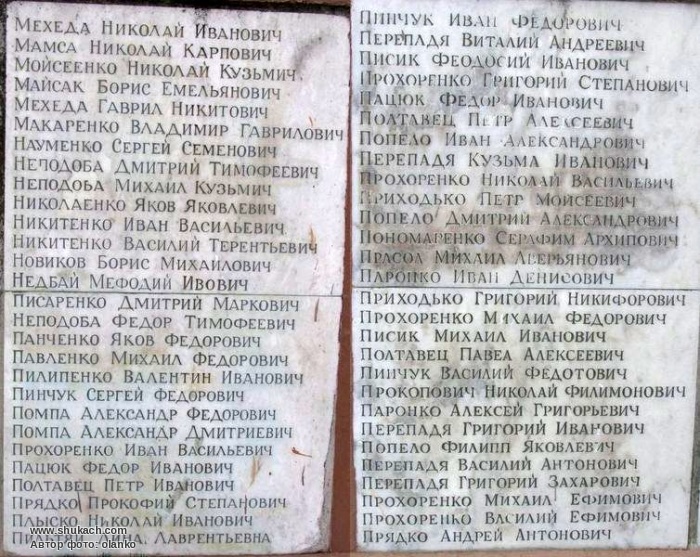 Мехеда Николай Иванович
Мамса Николай Карпович
Мойсеенко Николай Кузьмич
Майсак Борис Емельянович
Мехеда Гаврил Никитович
Макаренко Владимир Гаврилович
Науменко Сергей Семенович
Неподоба Дмитрий Тимофеевич
Неподоба Михаил Кузьмич
Николаенко Яков Яковлевич
Никитенко Иван Васильевич
Никитенко Василий Терентьевич
Новиков Борис Михайлович
Недбай Мефодий Ивович
Писаренко Дмитрий Маркович
Неподоба Федор Тимофеевич
Панченко Яков Федорович
Павленко Михаил Федорович
Пилипенко Валентин Иванович
Пинчук Сергей Федорович
Помпа Александр Федорович
Помпа Александр Дмитриевич
Прохоренко Иван Васильевич
Пацюк Федор Иванович
Полтавец Петр Иванович
Прядко Прокофий Степанович
Плыско Николай Иванович
Лаврентьевна
Пинчук Иван Федорович
Перепадя Виталий Андреевич
Писик Феодосий Иванович
Прохоренко Григорий Степанович
Пацюк Федор Иванович
Полтавец Петр Алексеевич
Попело Иван Александрович
Перепадя Кузьма Иванович
Прохоренко Николай Васильевич
Приходько Петр Моисеевич
Попело Дмитрий Александрович
Пономаренко Серафим Архипович
Прасол Михаил Аверьянович
Паронко Иван Денисович
Приходько Григорий Никифорович
Прохоренко Михаил Федорович
Писик Михаил Иванович
Полтавец Павел Алексеевич
Пинчук Василий Федотович
Прокопович Николай Филимонович
Паронко Алексей Григорьевич
Перепадя Григорий Иванович
Попело Филипп Яковлевич
Перепадя Василий Антонович
Перепадя Григорий Захарович
Прохоренко Михаил Ефимович
Прохоренко Василий Ефимович
Прядко Андрей Антонович
www.shukach.com
Автор фото: olanko